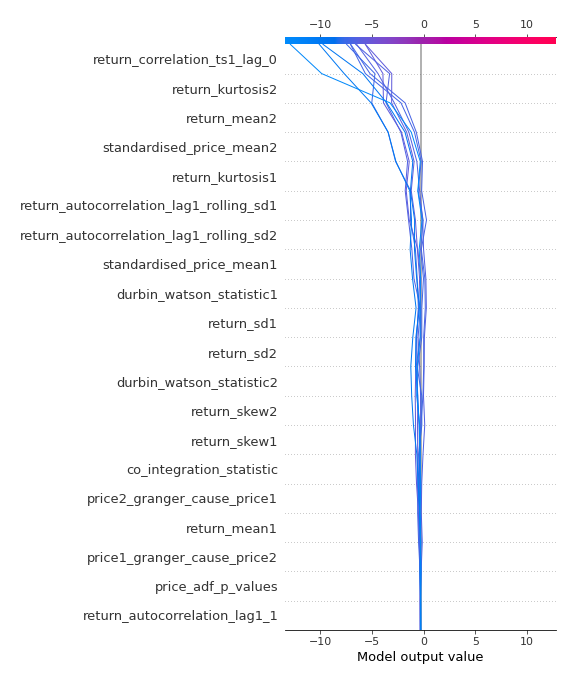 −10 −5 0 5 10
return_correlation_ts1_lag_0
return_kurtosis2
return_mean2
standardised_price_mean2
return_kurtosis1
return_autocorrelation_lag1_rolling_sd1
return_autocorrelation_lag1_rolling_sd2
standardised_price_mean1
durbin_watson_statistic1
return_sd1
return_sd2
durbin_watson_statistic2
return_skew2
return_skew1
co_integration_statistic
price2_granger_cause_price1
return_mean1
price1_granger_cause_price2
price_adf_p_values
return_autocorrelation_lag1_1
−10 −5 0 5 10
Model output value